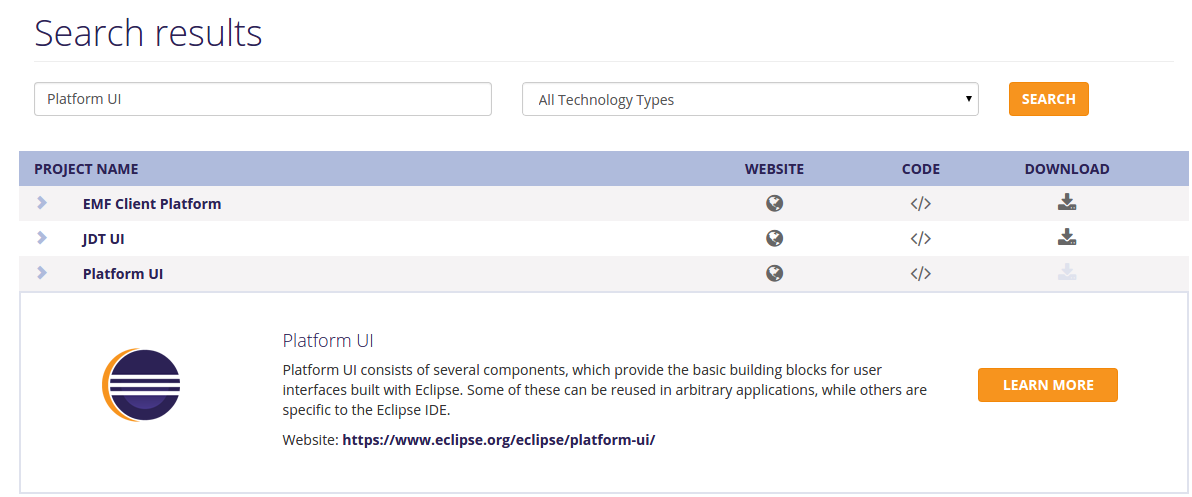 Search results
Platform UI
All Technology Types
SEARCH
PROJECT NAME WEBSITE CODE DOWNLOAD
EMF Client Platform
JDT UI
Platform UI
Platform UI
Platform UI consists of several components, which provide the basic building blocks for user
interfaces built with Eclipse. Some of these can be reused in arbitrary applications, while others are
specific to the Eclipse IDE.
Website: https://www.eclipse.org/eclipse/platform-ui/
LEARN MORE